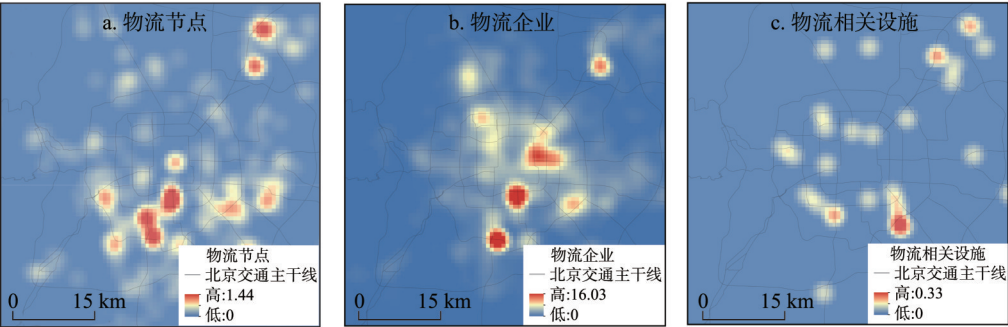 a. 物流节点
物流节点
北京交通主干线
高:1.44
低:0
0 15 km
b. 物流企业
物流企业
北京交通主干线
高:16.03
低:0
0 15 km
c. 物流相关设施
物流相关设施
北京交通主干线
高:0.33
低:0
0 15 km